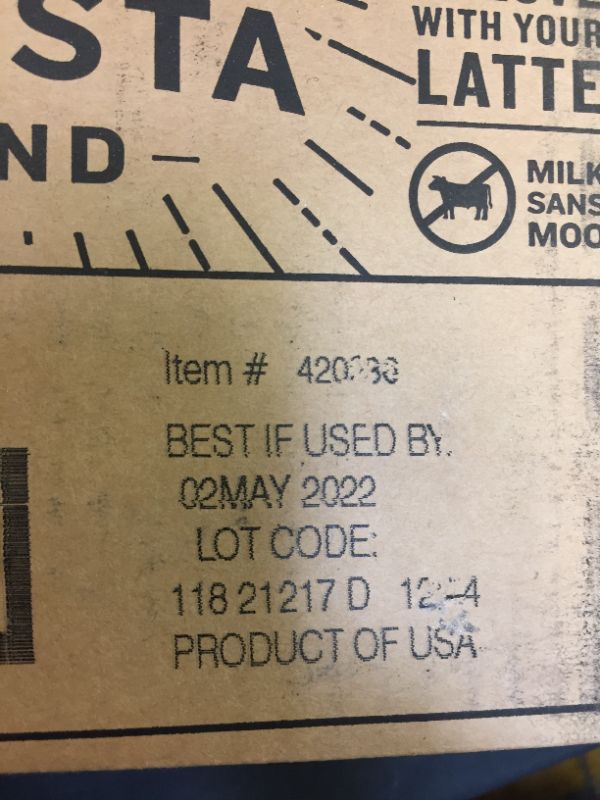 STA
ND
WITH YOUR
LATTE
MILK
SANS
MOO
Item #
BEST IF USED BY:
02MAY 2022
LOT CODE:
118 21217 D
PRODUCT OF USA